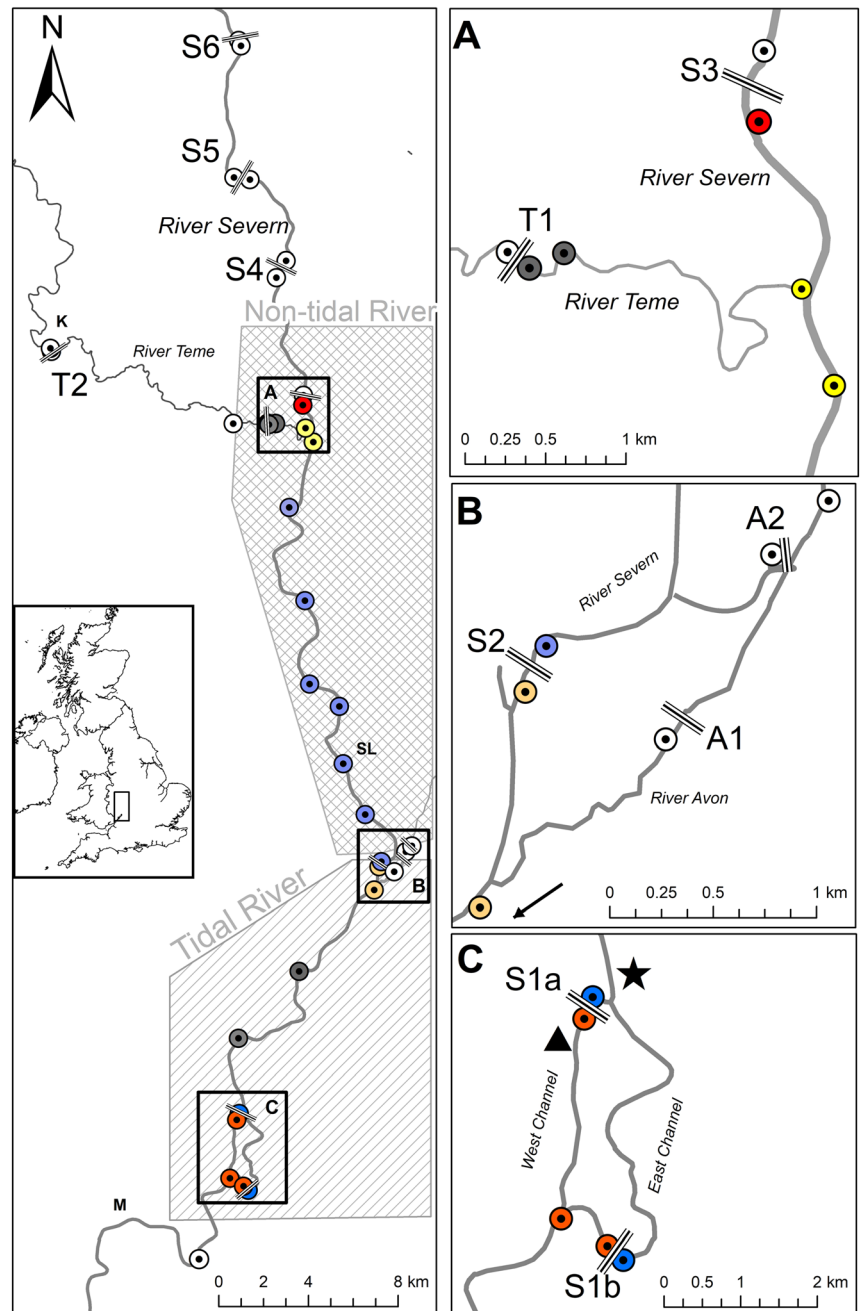 N
S6
S5
River Severn
S4
Non-tidal River
K
River Teme
T2
A
SL
B
Tidal River
C
M
0 2 4 8 km
A
S3
River Severn
T1
River Teme
0 0.25 0.5 1 km
B
A2
River Severn
S2
A1
River Avon
0 0.25 0.5 1 km
C
S1a
West Channel
East Channel
S1b
0 0.5 1 2 km